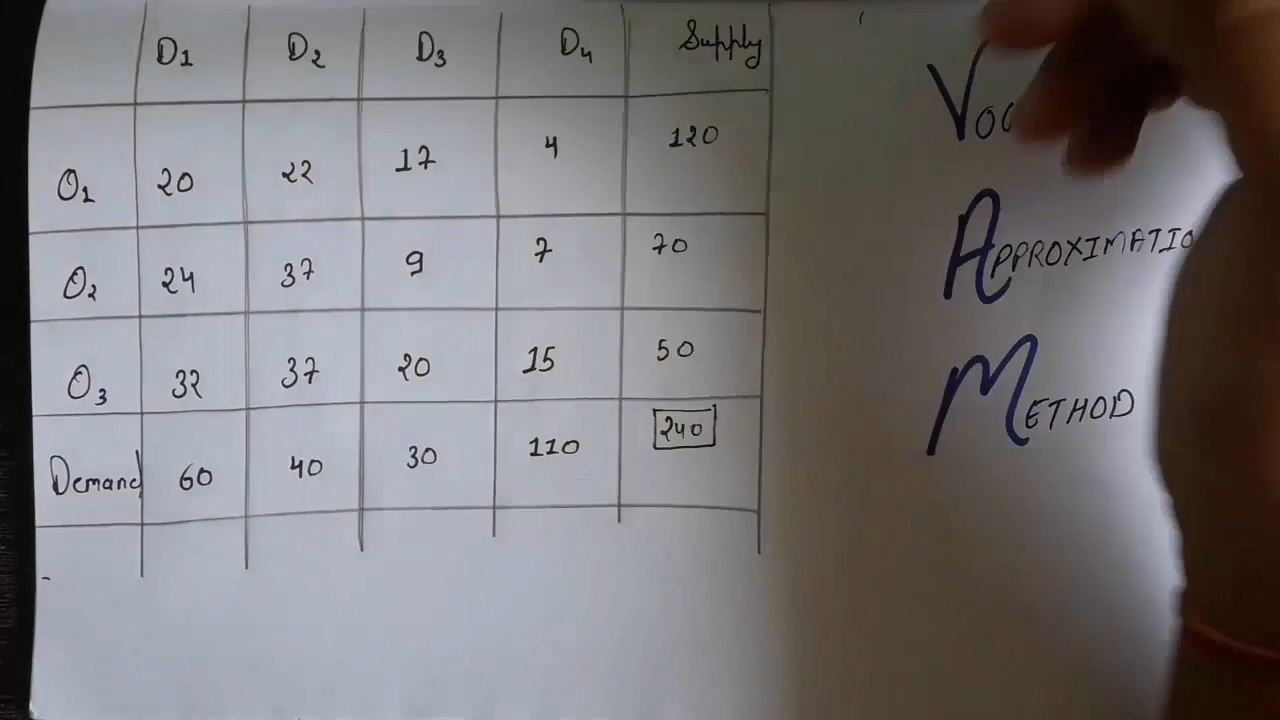 D1 D2 D3 D4 Supply
O1 20 22 17 4 120
O2 24 37 9 7 70
O3 32 37 20 15 50
Demand 60 40 30 110 240
APPROXIMATIO
METHOD